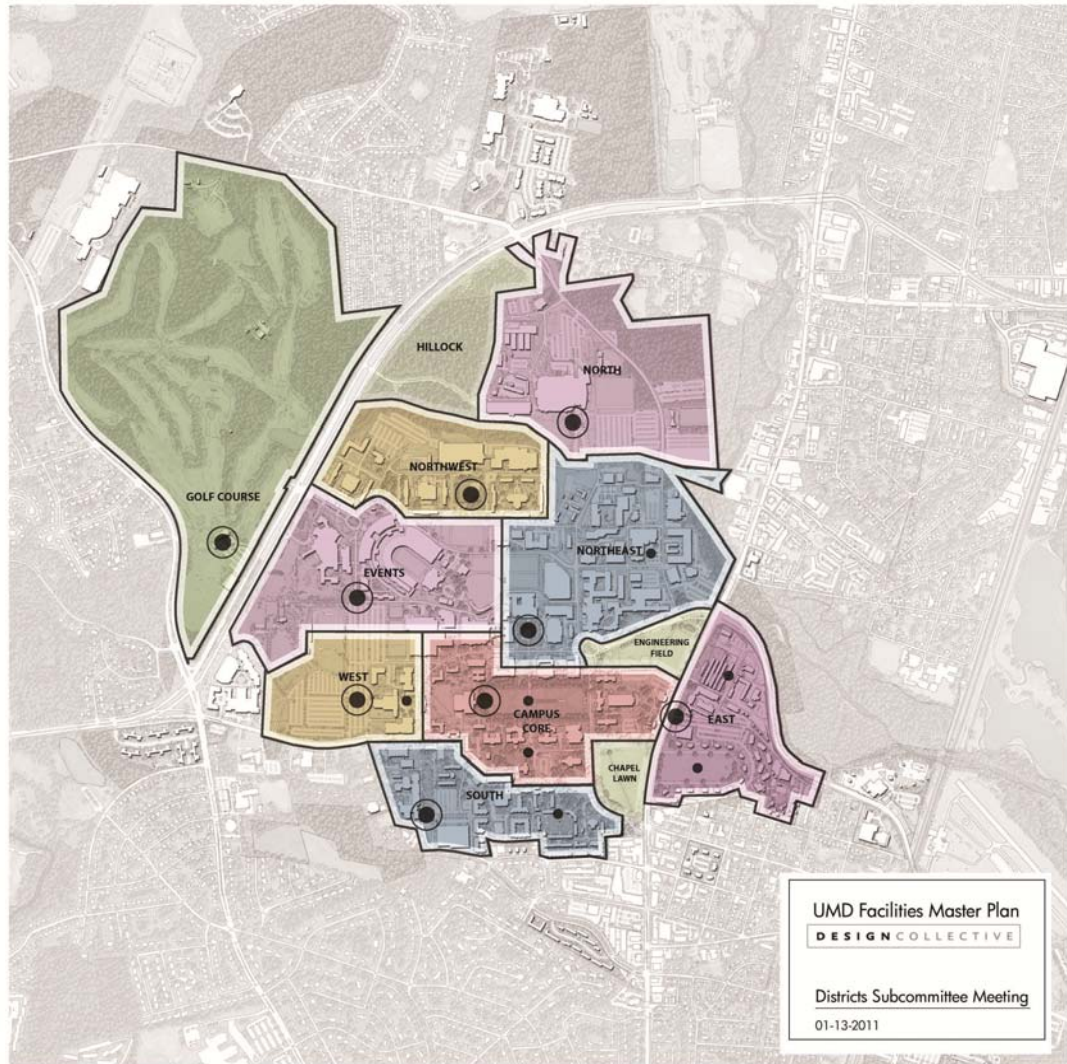 HILLOCK
NORTH
NORTHWEST
GOLF COURSE
NORTHEAST
EVENTS
ENGINEERING
FIELD
WEST
CAMPUS
CORE
EAST
CHAPEL
LAWN
SOUTH
UMD Facilities Master Plan
DESIGNCOLLECTIVE
Districts Subcommittee Meeting
01-13-2011